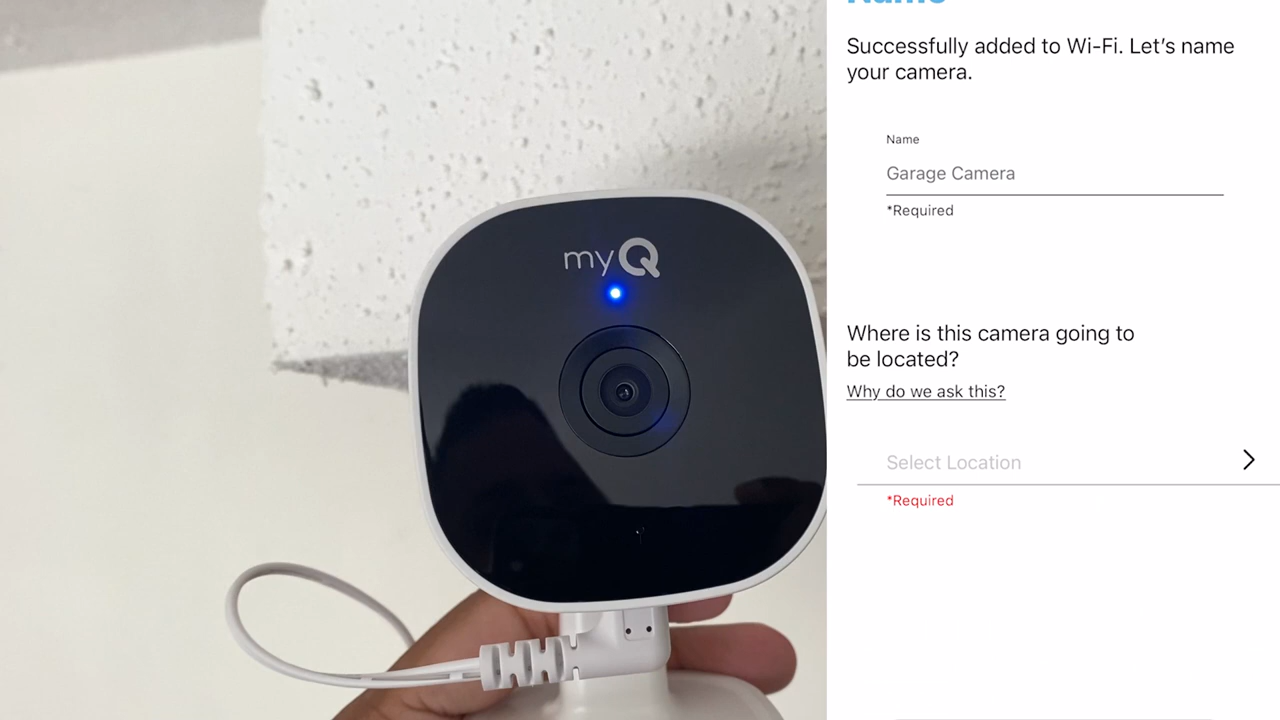 myQ
Name
Successfully added to Wi-Fi. Let's name
your camera.
Name
Garage Camera
*Required
Where is this camera going to
be located?
Why do we ask this?
Select Location
*Required